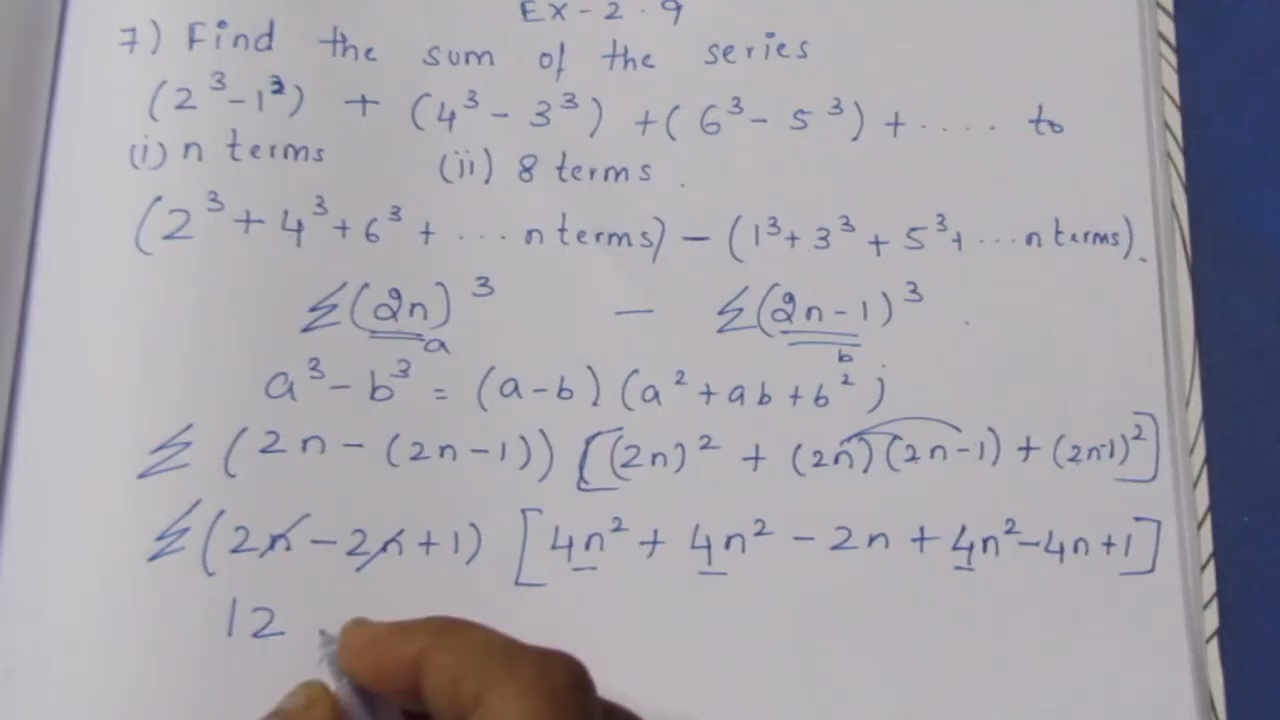 Ex - 2.9
7) Find the sum of the series
(2³ - 1³) + (4³ - 3³) + (6³ - 5³) + ..... to
(i) n terms (ii) 8 terms.
(2³ + 4³ + 6³ + ... n terms) - (1³ + 3³ + 5³ + ... n terms).
Σ(2n)³ - Σ(2n-1)³.
a b
a³ - b³ = (a-b) (a² + ab + b²)
Σ (2n - (2n-1)) [(2n)² + (2n)(2n-1) + (2n-1)²]
Σ (2n - 2n + 1) [4n² + 4n² - 2n + 4n² - 4n + 1]
12